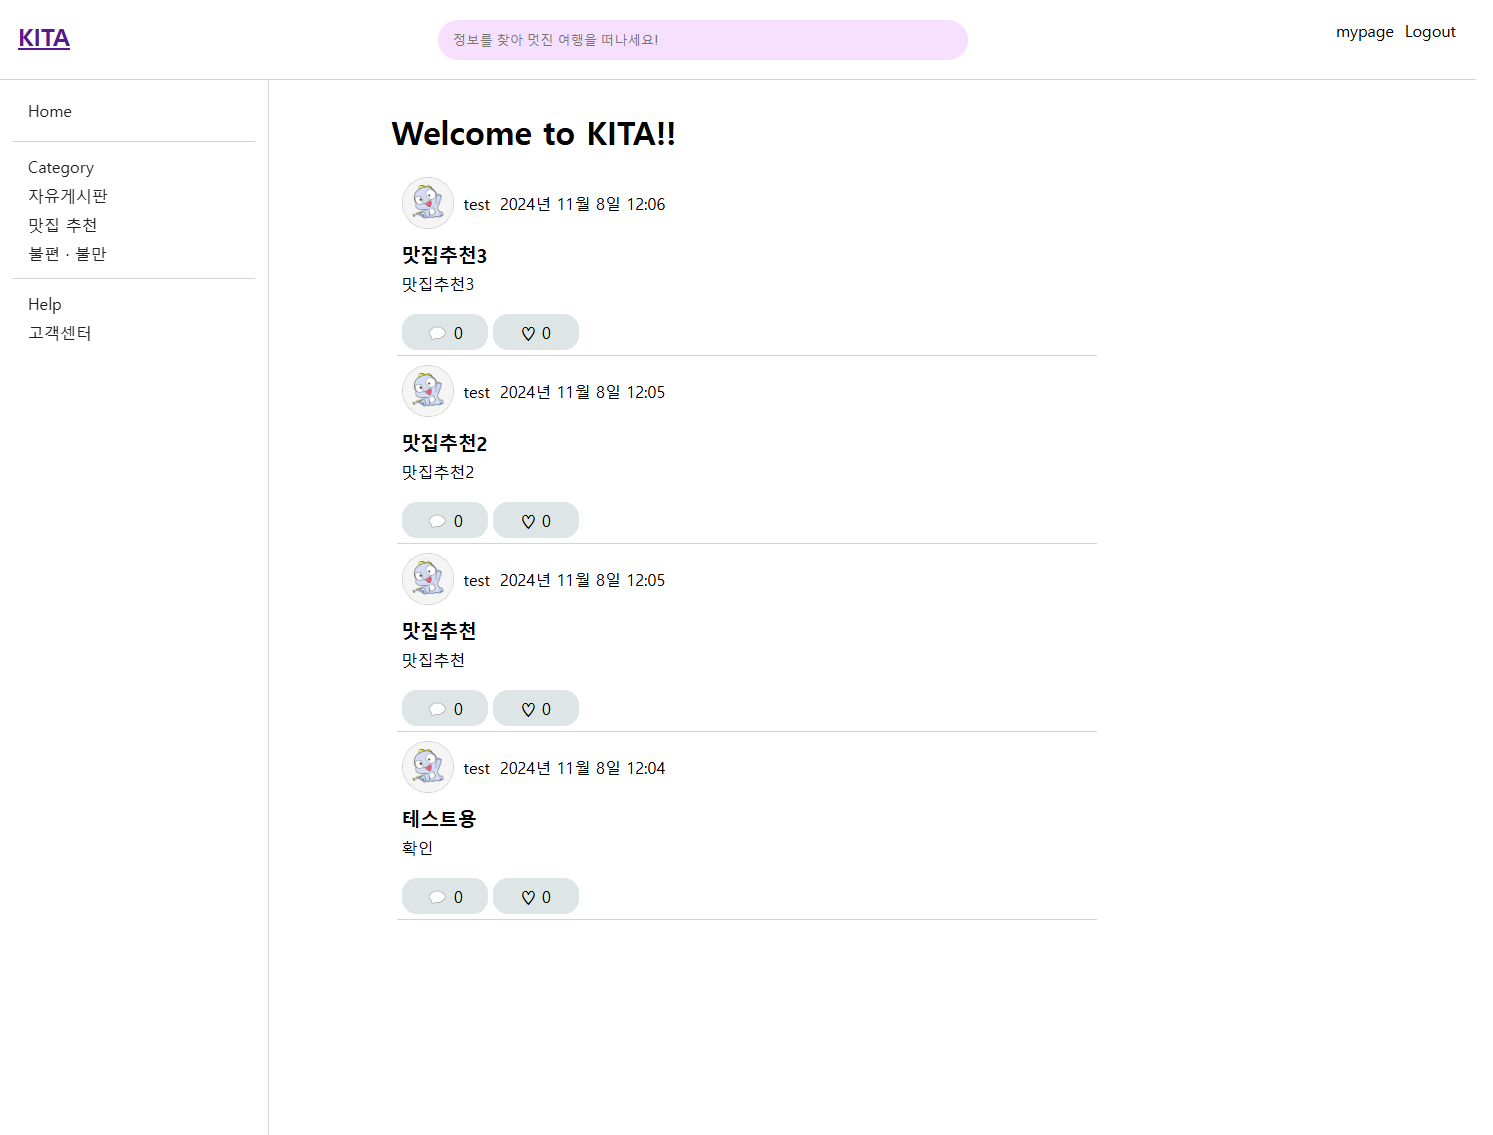 KITA
정보를 찾아 멋진 여행을 떠나세요!
mypage Logout
Home
Category
자유게시판
맛집 추천
불편 · 불만
Help
고객센터
Welcome to KITA!!
test 2024년 11월 8일 12:06
맛집추천3
맛집추천3
0 ♡ 0
test 2024년 11월 8일 12:05
맛집추천2
맛집추천2
0 ♡ 0
test 2024년 11월 8일 12:05
맛집추천
맛집추천
0 ♡ 0
test 2024년 11월 8일 12:04
테스트용
확인
0 ♡ 0